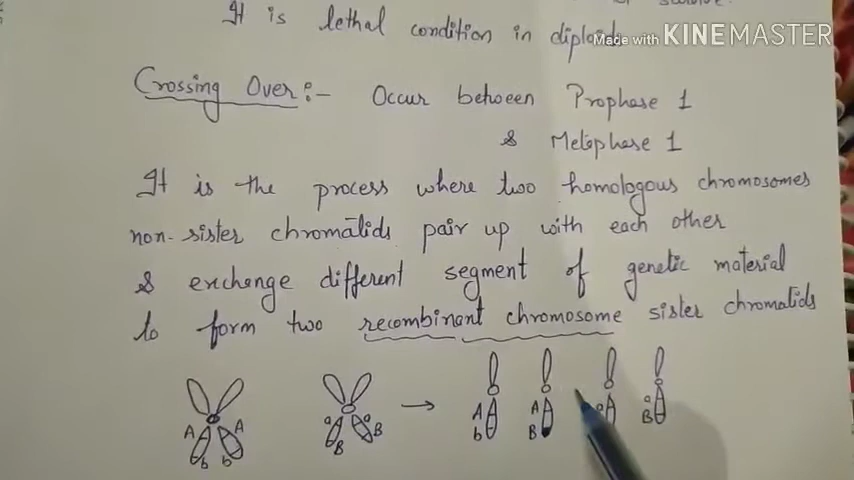 It is lethal condition in diploids
Made with KINEMASTER
Crossing Over:- Occur between Prophase 1
& Metaphase 1
It is the process where two homologous chromosomes
non-sister chromatids pair up with each other
& exchange different segment of genetic material
to form two recombinant chromosome sister chromatids
A A a a → A A a a
b b B B b B B